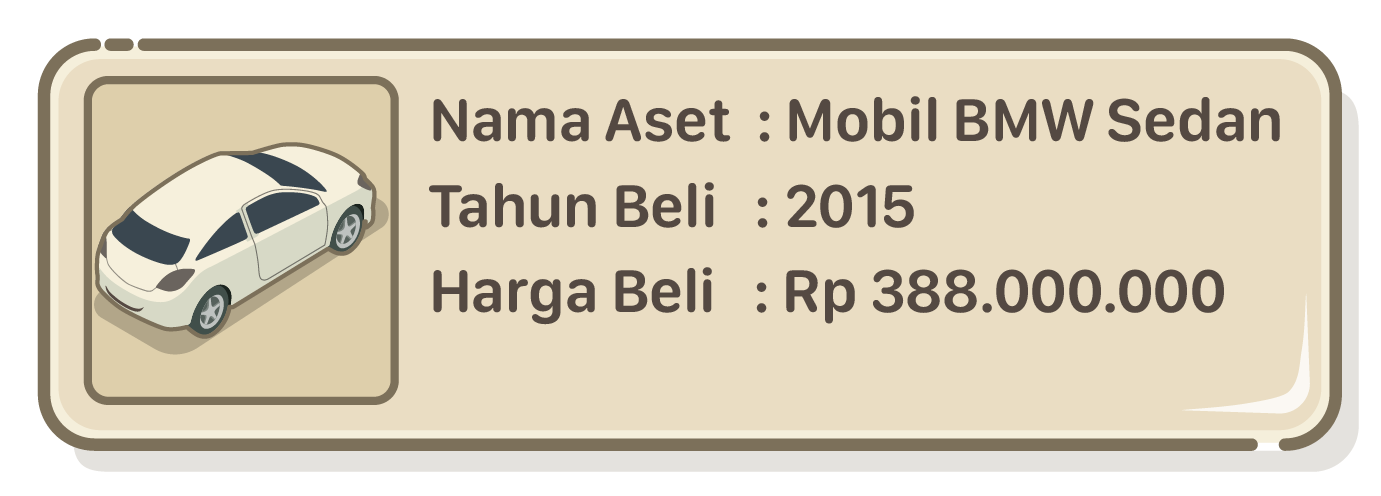 Nama Aset : Mobil BMW Sedan
Tahun Beli : 2015
Harga Beli : Rp 388.000.000